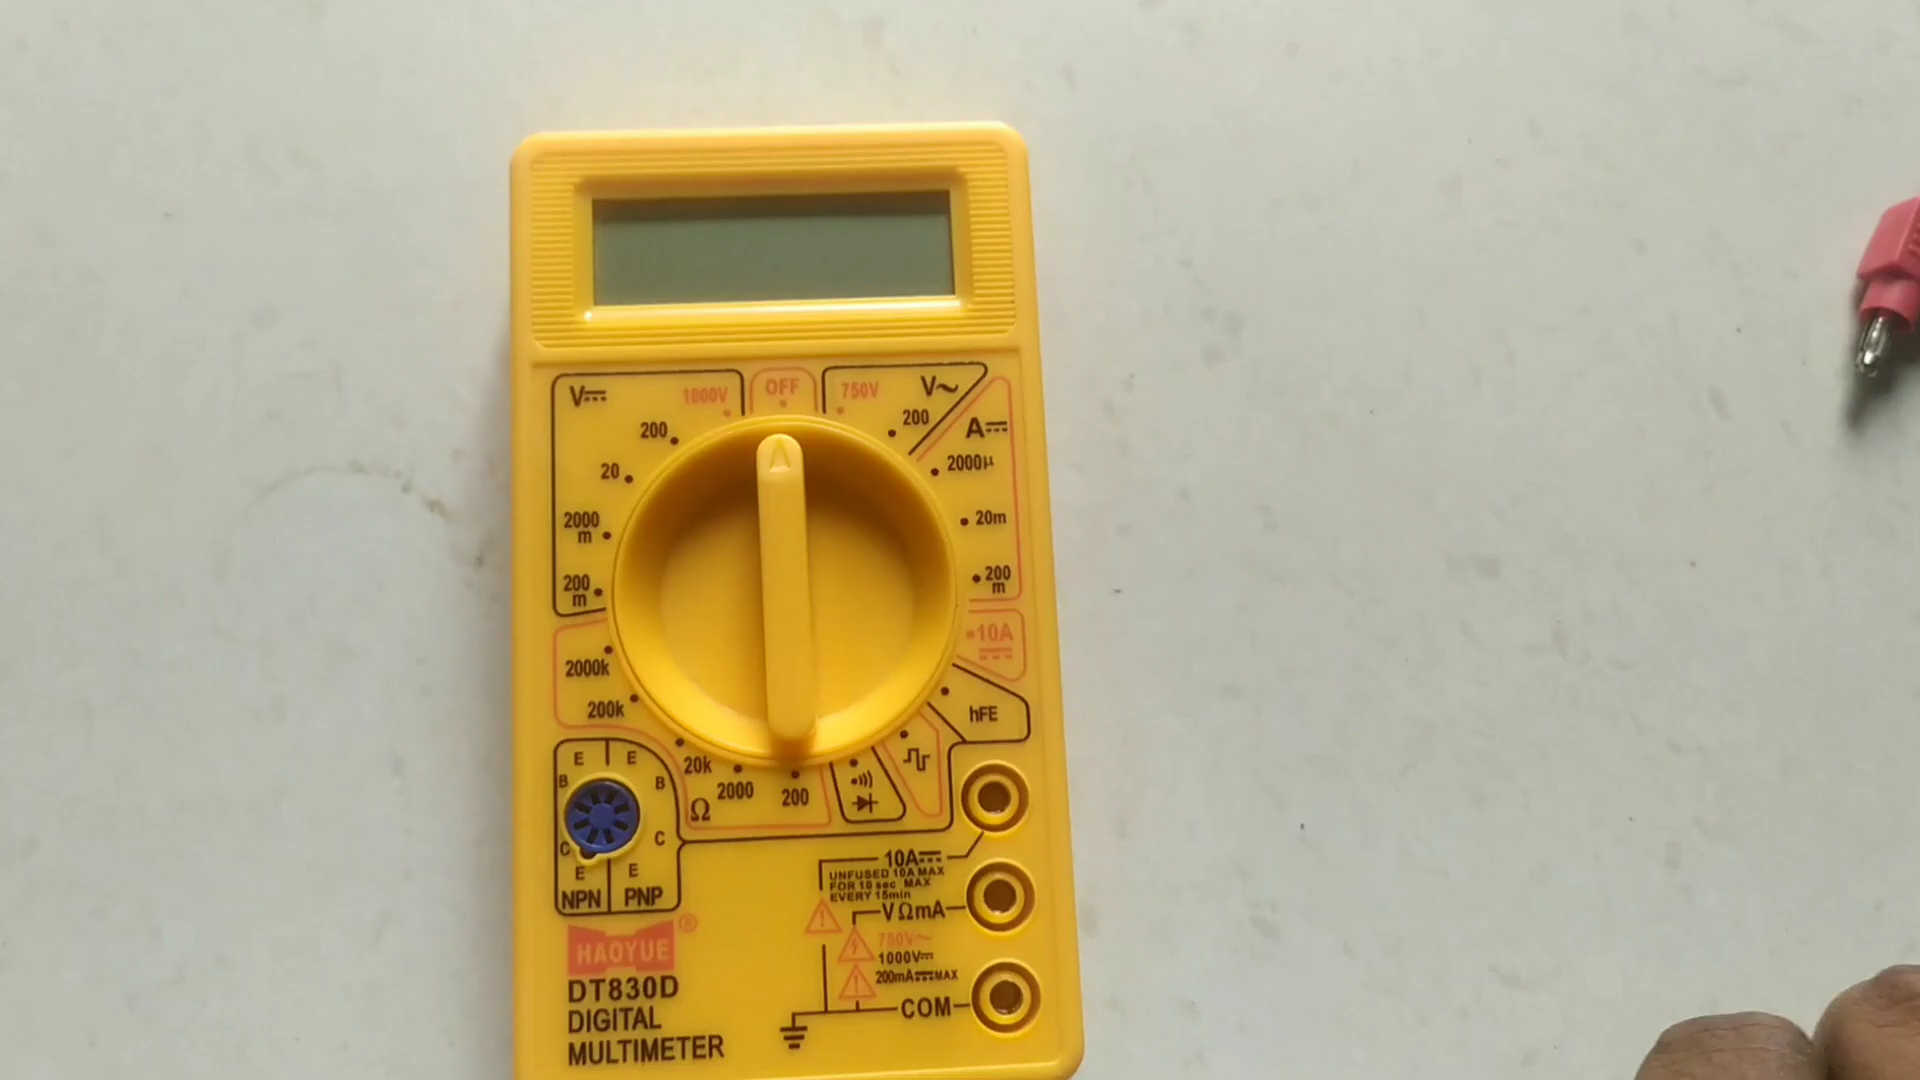 V⎓
1000V
OFF
750V
V~
200
200
A⎓
20
2000µ
2000
m
20m
200
m
200
m
10A
2000k
200k
hFE
20k
2000
200
Ω
E E
B B
C C
E E
NPN PNP
10A⎓
UNFUSED 10A MAX
FOR 10 sec MAX
EVERY 15min
VΩmA
750V~
1000V⎓
200mA⎓MAX
COM
HAOYUE®
DT830D
DIGITAL
MULTIMETER